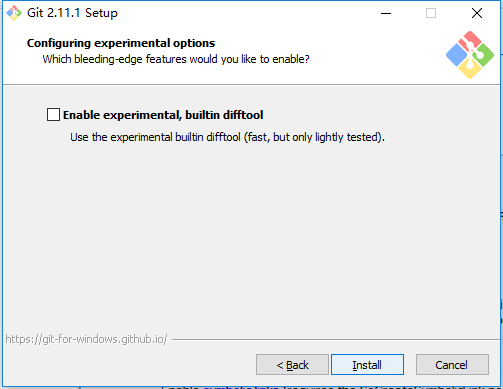 Git 2.11.1 Setup
Configuring experimental options
Which bleeding-edge features would you like to enable?
Enable experimental, builtin difftool
Use the experimental builtin difftool (fast, but only lightly tested).
https://git-for-windows.github.io/
< Back
Install
Cancel